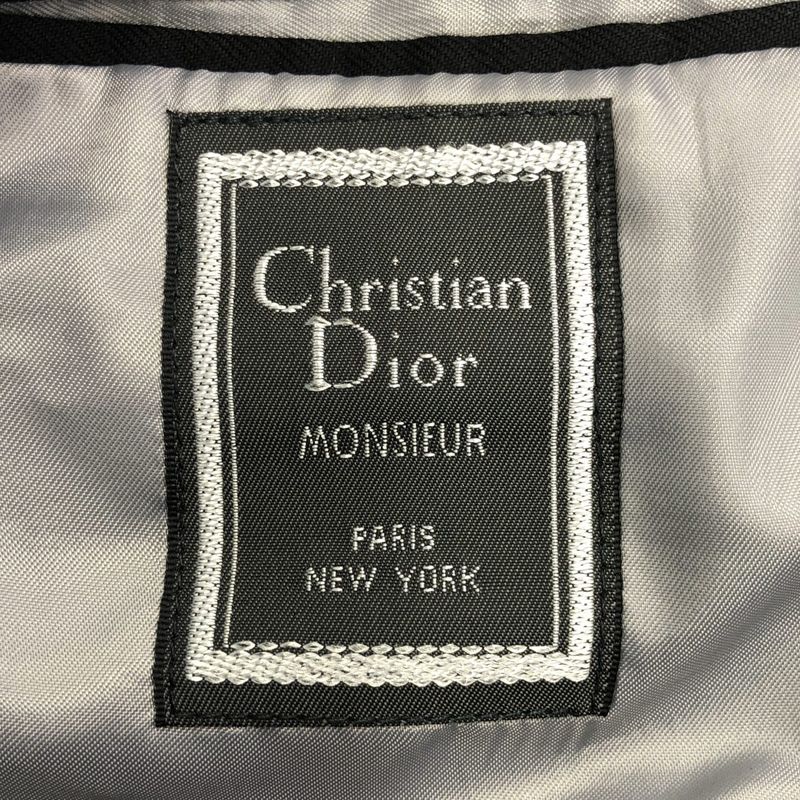 Christian
Dior
MONSIEUR
PARIS
NEW YORK